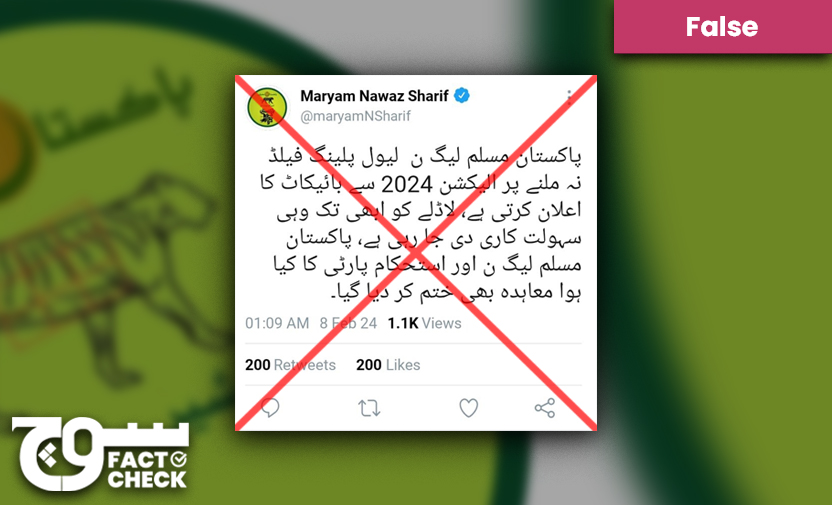 False
Maryam Nawaz Sharif
@maryamNSharif
پاکستان مسلم لیگ ن لیول پلینگ فیلڈ
نہ ملنے پر الیکشن 2024 سے بائیکاٹ کا
اعلان کرتی ہے، لاڈلے کو ابھی تک وہی
سہولت کاری دی جا رہی ہے، پاکستان
مسلم لیگ ن اور استحکام پارٹی کا کیا
ہوا معاہدہ بھی ختم کر دیا گیا۔
01:09 AM 8 Feb 24 1.1K Views
200 Retweets 200 Likes
سوچ
FACT
CHECK
پاکستان